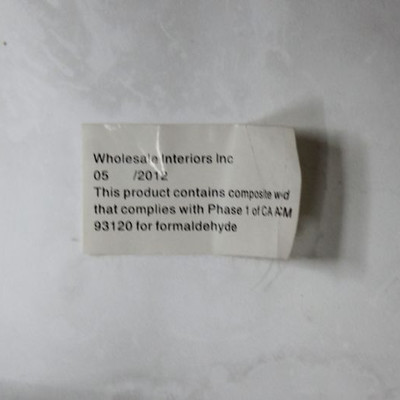 Wholesale Interiors Inc
05 /2012
This product contains composite
that complies with Phase 1 of CA
93120 for formaldehyde